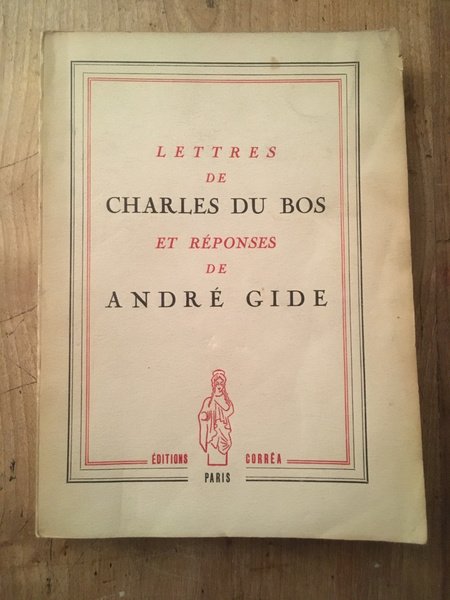 LETTRES
DE
CHARLES DU BOS
ET RÉPONSES
DE
ANDRÉ GIDE
ÉDITIONS CORRÊA
PARIS